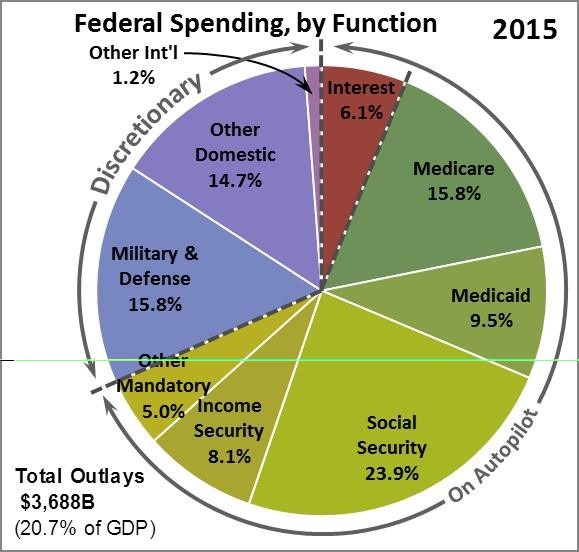 Federal Spending, by Function
2015
Other Int'l
1.2%
Interest
6.1%
Medicare
15.8%
Medicaid
9.5%
Social
Security
23.9%
Income
Security
8.1%
Other
Mandatory
5.0%
Military &
Defense
15.8%
Other
Domestic
14.7%
Discretionary
On Autopilot
Total Outlays
$3,688B
(20.7% of GDP)